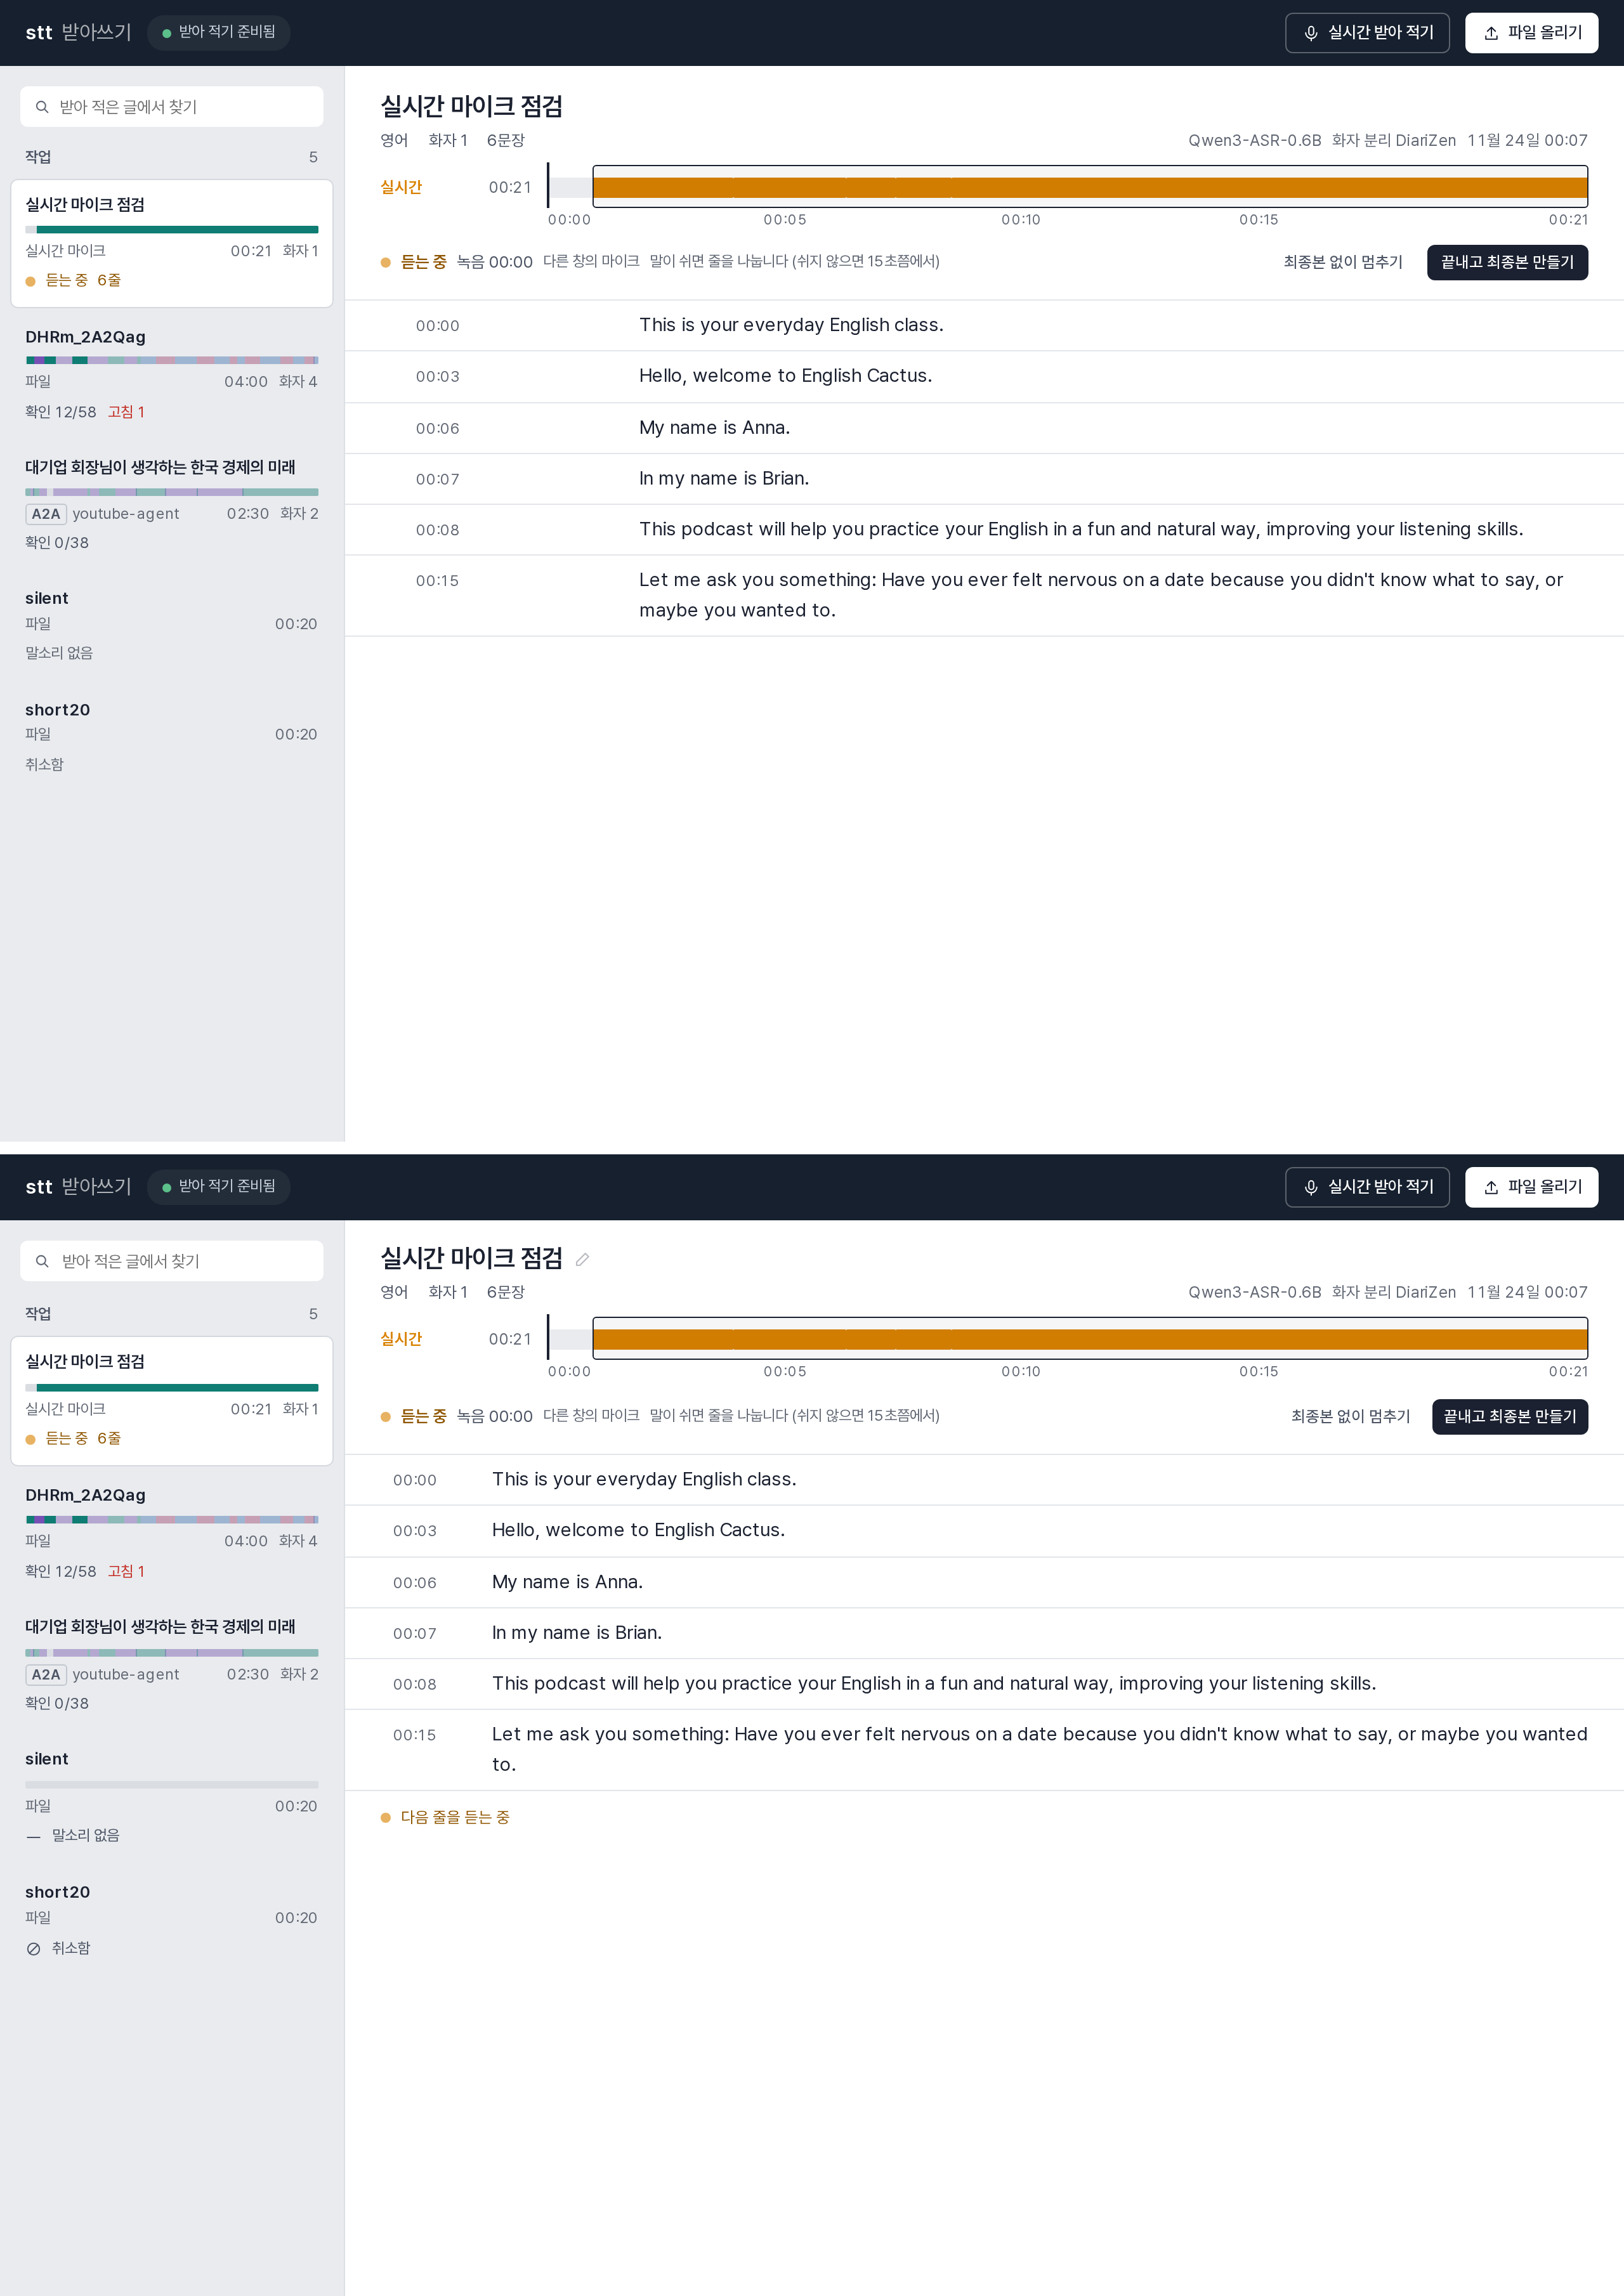 stt 받아쓰기 받아 적기 준비됨 실시간 받아 적기 파일 올리기
받아 적은 글에서 찾기
작업 5
실시간 마이크 점검
실시간 마이크 00:21 화자 1
듣는 중 6줄
DHRm_2A2Qag
파일 04:00 화자 4
확인 12/58 고침 1
대기업 회장님이 생각하는 한국 경제의 미래
A2A youtube-agent 02:30 화자 2
확인 0/38
silent
파일 00:20
말소리 없음
short20
파일 00:20
취소함
실시간 마이크 점검
영어 화자 1 6문장 Qwen3-ASR-0.6B 화자 분리 DiariZen 11월 24일 00:07
실시간 00:21
00:00 00:05 00:10 00:15 00:21
듣는 중 녹음 00:00 다른 창의 마이크 말이 쉬면 줄을 나눕니다 (쉬지 않으면 15초쯤에서) 최종본 없이 멈추기 끝내고 최종본 만들기
00:00 This is your everyday English class.
00:03 Hello, welcome to English Cactus.
00:06 My name is Anna.
00:07 In my name is Brian.
00:08 This podcast will help you practice your English in a fun and natural way, improving your listening skills.
00:15 Let me ask you something: Have you ever felt nervous on a date because you didn't know what to say, or
maybe you wanted to.
stt 받아쓰기 받아 적기 준비됨 실시간 받아 적기 파일 올리기
받아 적은 글에서 찾기
작업 5
실시간 마이크 점검
실시간 마이크 00:21 화자 1
듣는 중 6줄
DHRm_2A2Qag
파일 04:00 화자 4
확인 12/58 고침 1
대기업 회장님이 생각하는 한국 경제의 미래
A2A youtube-agent 02:30 화자 2
확인 0/38
silent
파일 00:20
말소리 없음
short20
파일 00:20
취소함
실시간 마이크 점검
영어 화자 1 6문장 Qwen3-ASR-0.6B 화자 분리 DiariZen 11월 24일 00:07
실시간 00:21
00:00 00:05 00:10 00:15 00:21
듣는 중 녹음 00:00 다른 창의 마이크 말이 쉬면 줄을 나눕니다 (쉬지 않으면 15초쯤에서) 최종본 없이 멈추기 끝내고 최종본 만들기
00:00 This is your everyday English class.
00:03 Hello, welcome to English Cactus.
00:06 My name is Anna.
00:07 In my name is Brian.
00:08 This podcast will help you practice your English in a fun and natural way, improving your listening skills.
00:15 Let me ask you something: Have you ever felt nervous on a date because you didn't know what to say, or maybe you wanted
to.
다음 줄을 듣는 중